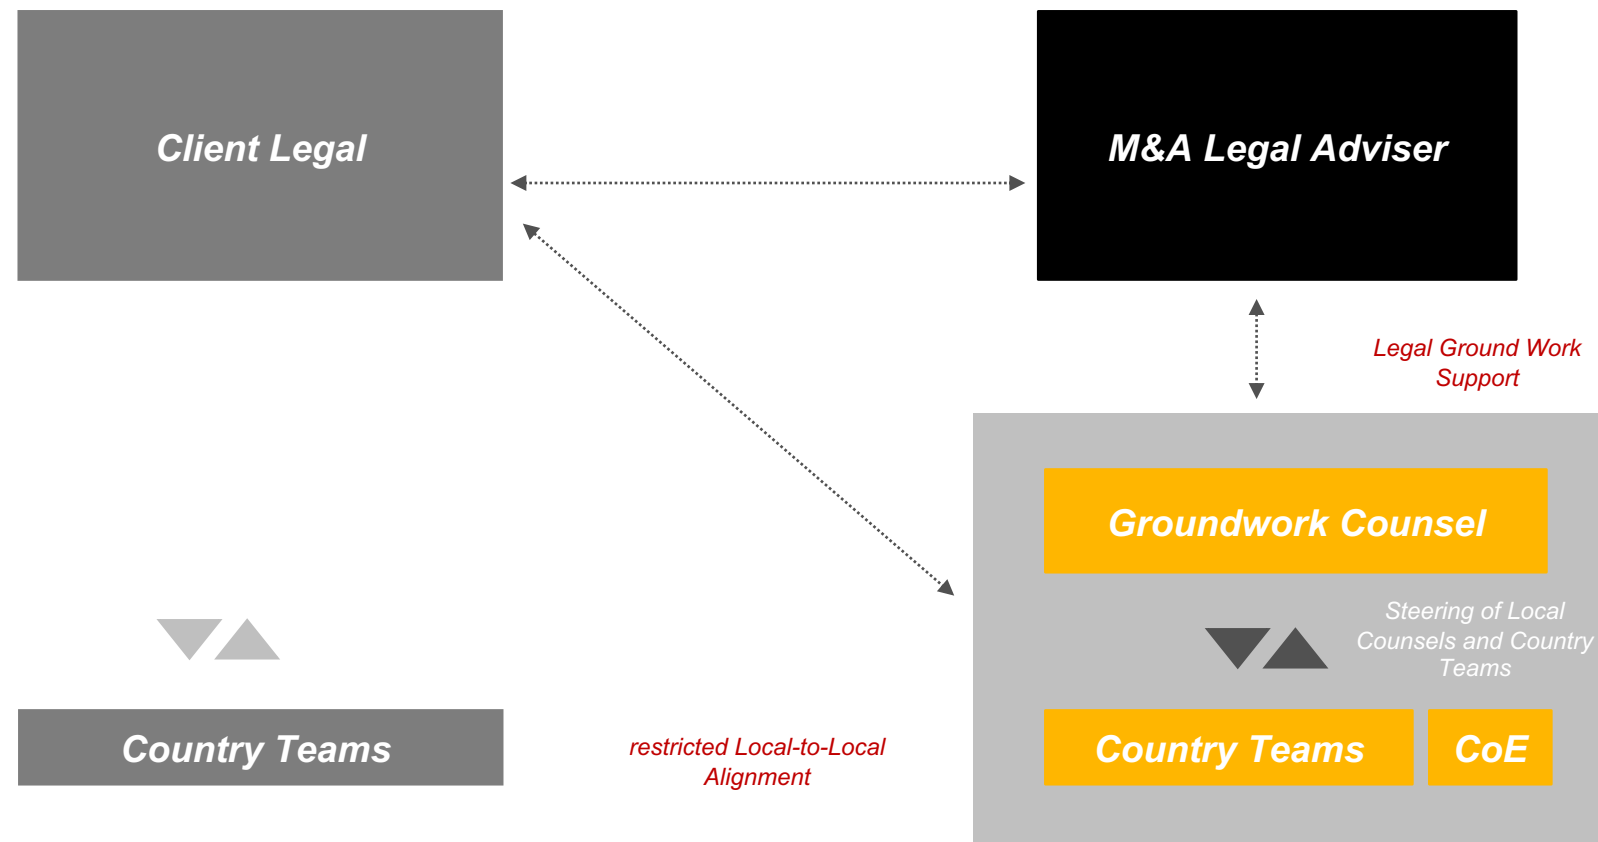 Client Legal
M&A Legal Adviser
Legal Ground Work
Support
Groundwork Counsel
Steering of Local
Counsels and Country
Teams
Country Teams
restricted Local-to-Local
Alignment
Country Teams
CoE